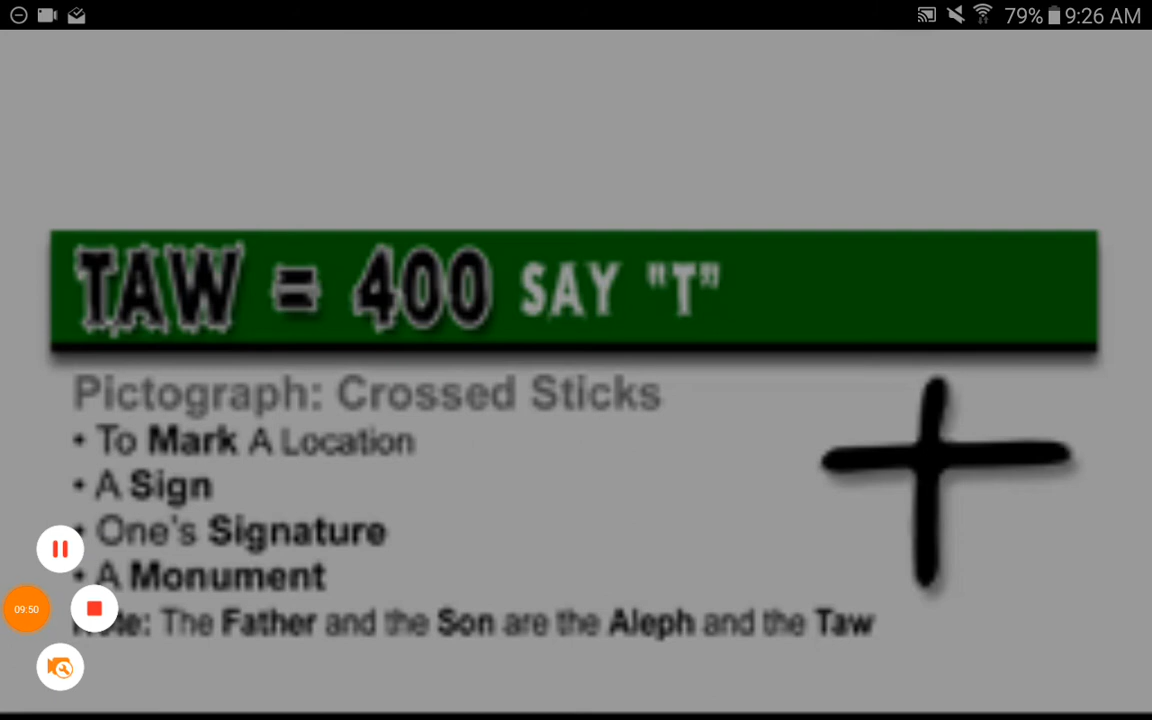 79% 9:26 AM
TAW = 400 SAY "T"
Pictograph: Crossed Sticks
• To Mark A Location
• A Sign
• One's Signature
• A Monument
The Father and the Son are the Aleph and the Taw
09:50